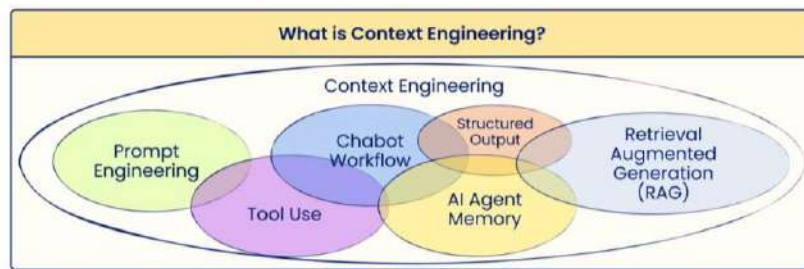 What is Context Engineering?
Context Engineering
Prompt
Engineering
Chabot
Workflow
Structured
Output
Retrieval
Augmented
Generation
(RAG)
Tool Use
AI Agent
Memory